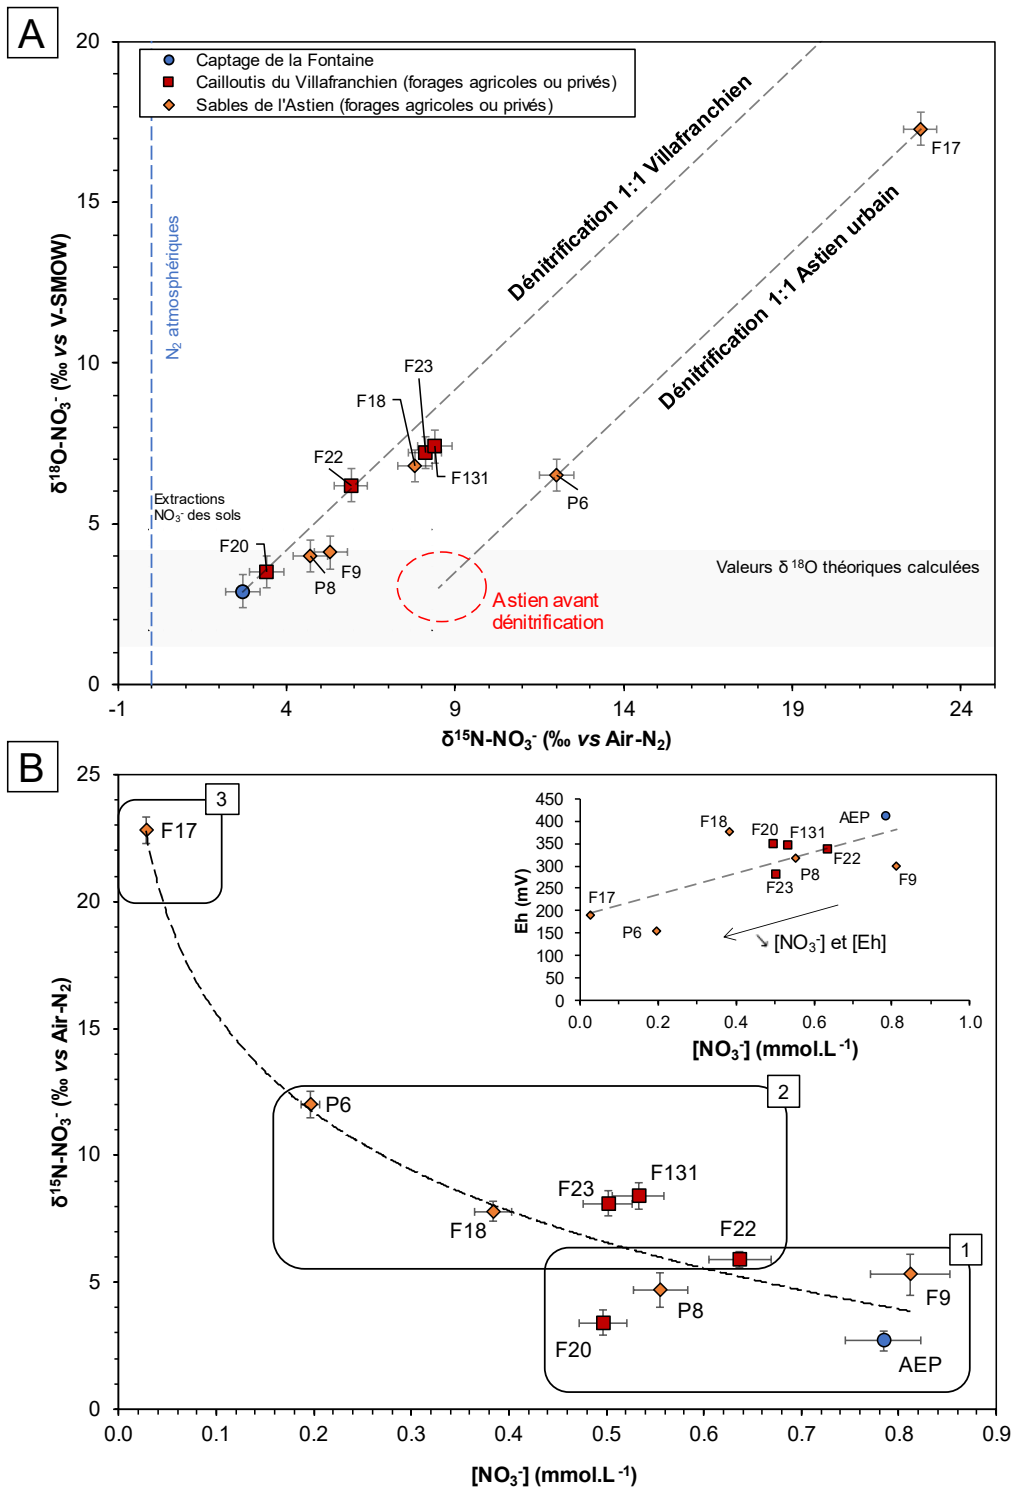 A
20
15
10
5
0
-1
4
9
14
19
24
δ18O-NO3- (‰ vs V-SMOW)
δ15N-NO3- (‰ vs Air-N2)
Captage de la Fontaine
Cailloutis du Villafranchien (forages agricoles ou privés)
Sables de l'Astien (forages agricoles ou privés)
N2 atmosphériques
Dénitrification 1:1 Villafranchien
Dénitrification 1:1 Astien urbain
F17
F23
F18
F131
F22
P6
Extractions
NO3- des sols
F20
P8
F9
Valeurs δ 18O théoriques calculées
Astien avant
dénitrification
B
25
20
15
10
5
0
0.0
0.1
0.2
0.3
0.4
0.5
0.6
0.7
0.8
0.9
δ15N-NO3- (‰ vs Air-N2)
[NO3-] (mmol.L-1)
3
F17
2
P6
F131
F23
F18
F22
1
F9
P8
F20
AEP
450
400
350
300
250
200
150
100
50
0
0.0
0.2
0.4
0.6
0.8
1.0
Eh (mV)
[NO3-] (mmol.L-1)
AEP
F18
F20
F131
F22
P8
F23
F9
F17
P6
↘ [NO3-] et [Eh]